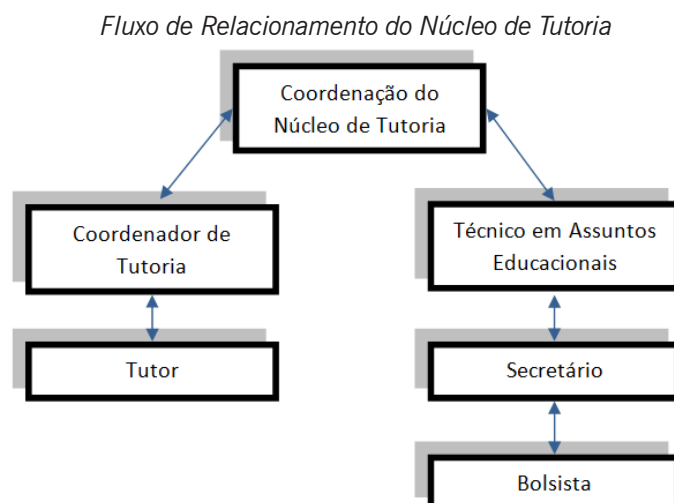 Fluxo de Relacionamento do Núcleo de Tutoria
Coordenação do
Núcleo de Tutoria
Coordenador de
Tutoria
Técnico em Assuntos
Educacionais
Tutor
Secretário
Bolsista